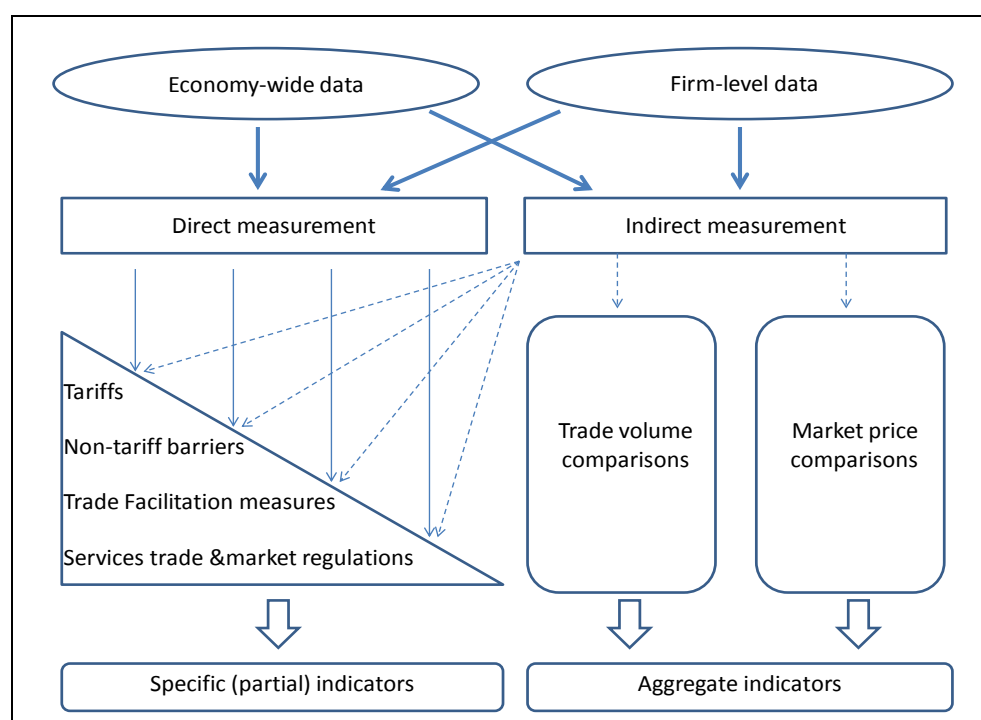 Economy-wide data
Firm-level data
Direct measurement
Indirect measurement
Tariffs
Non-tariff barriers
Trade Facilitation measures
Services trade &market regulations
Trade volume
comparisons
Market price
comparisons
Specific (partial) indicators
Aggregate indicators